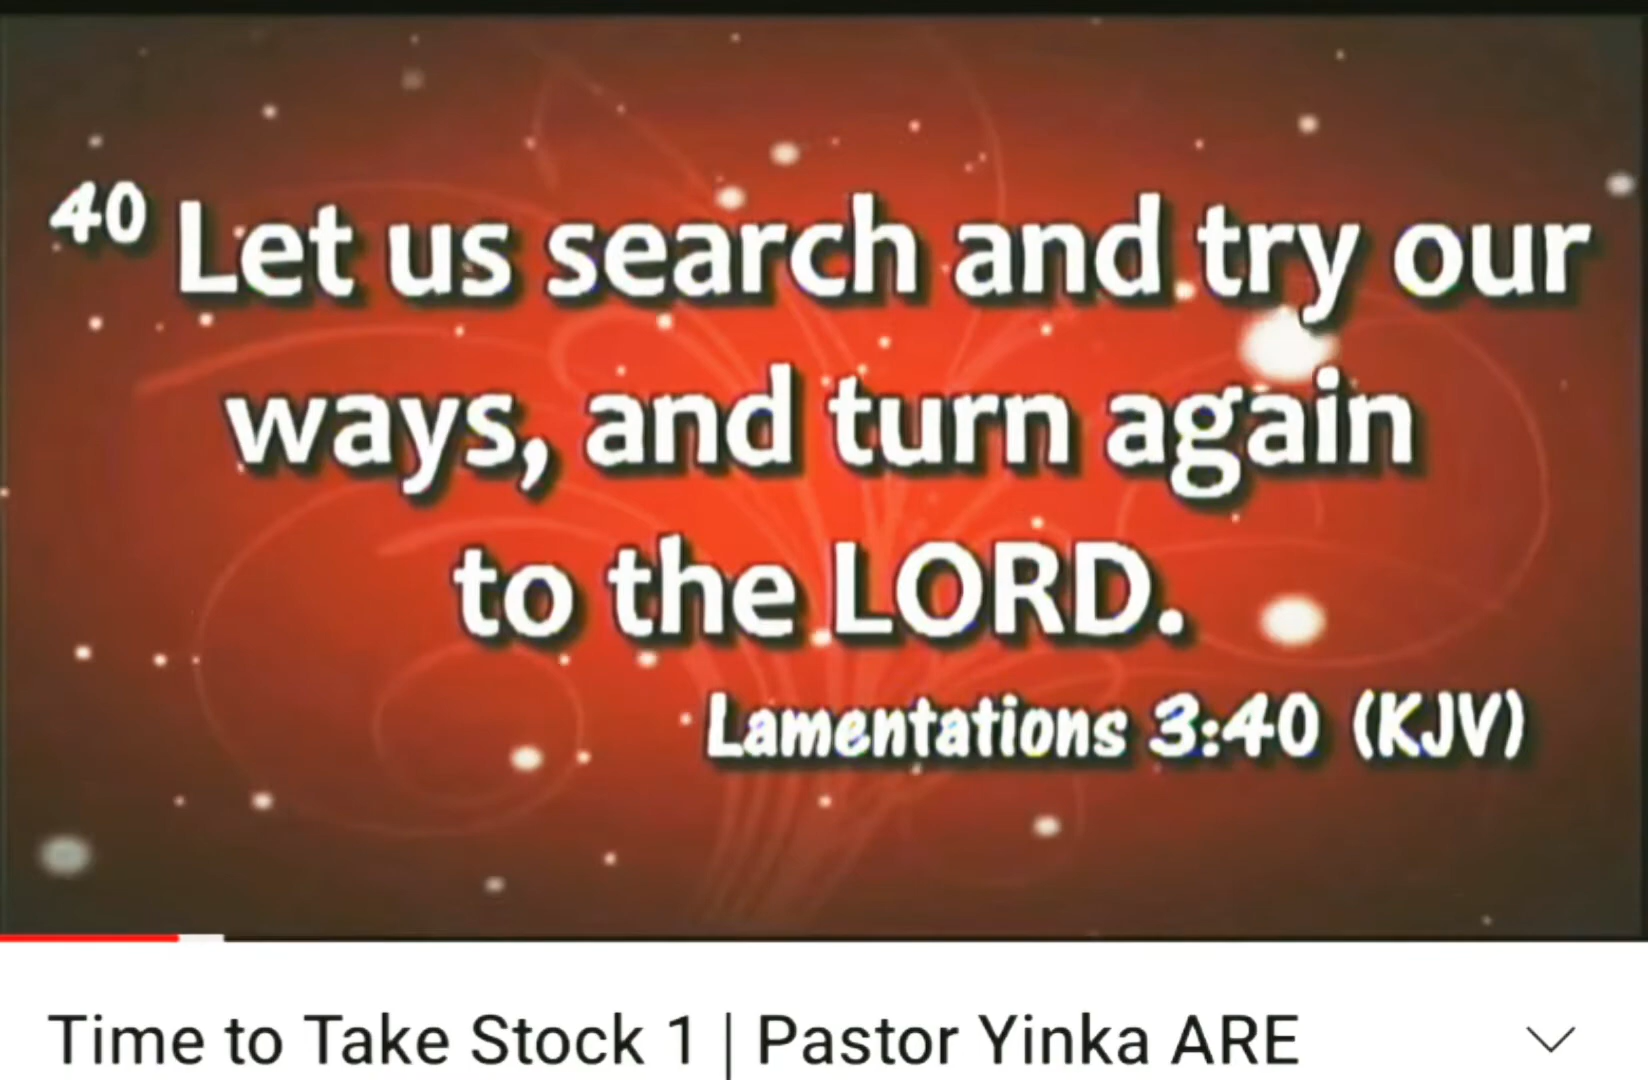 40 Let us search and try our
ways, and turn again
to the LORD.
Lamentations 3:40 (KJV)
Time to Take Stock 1 | Pastor Yinka ARE